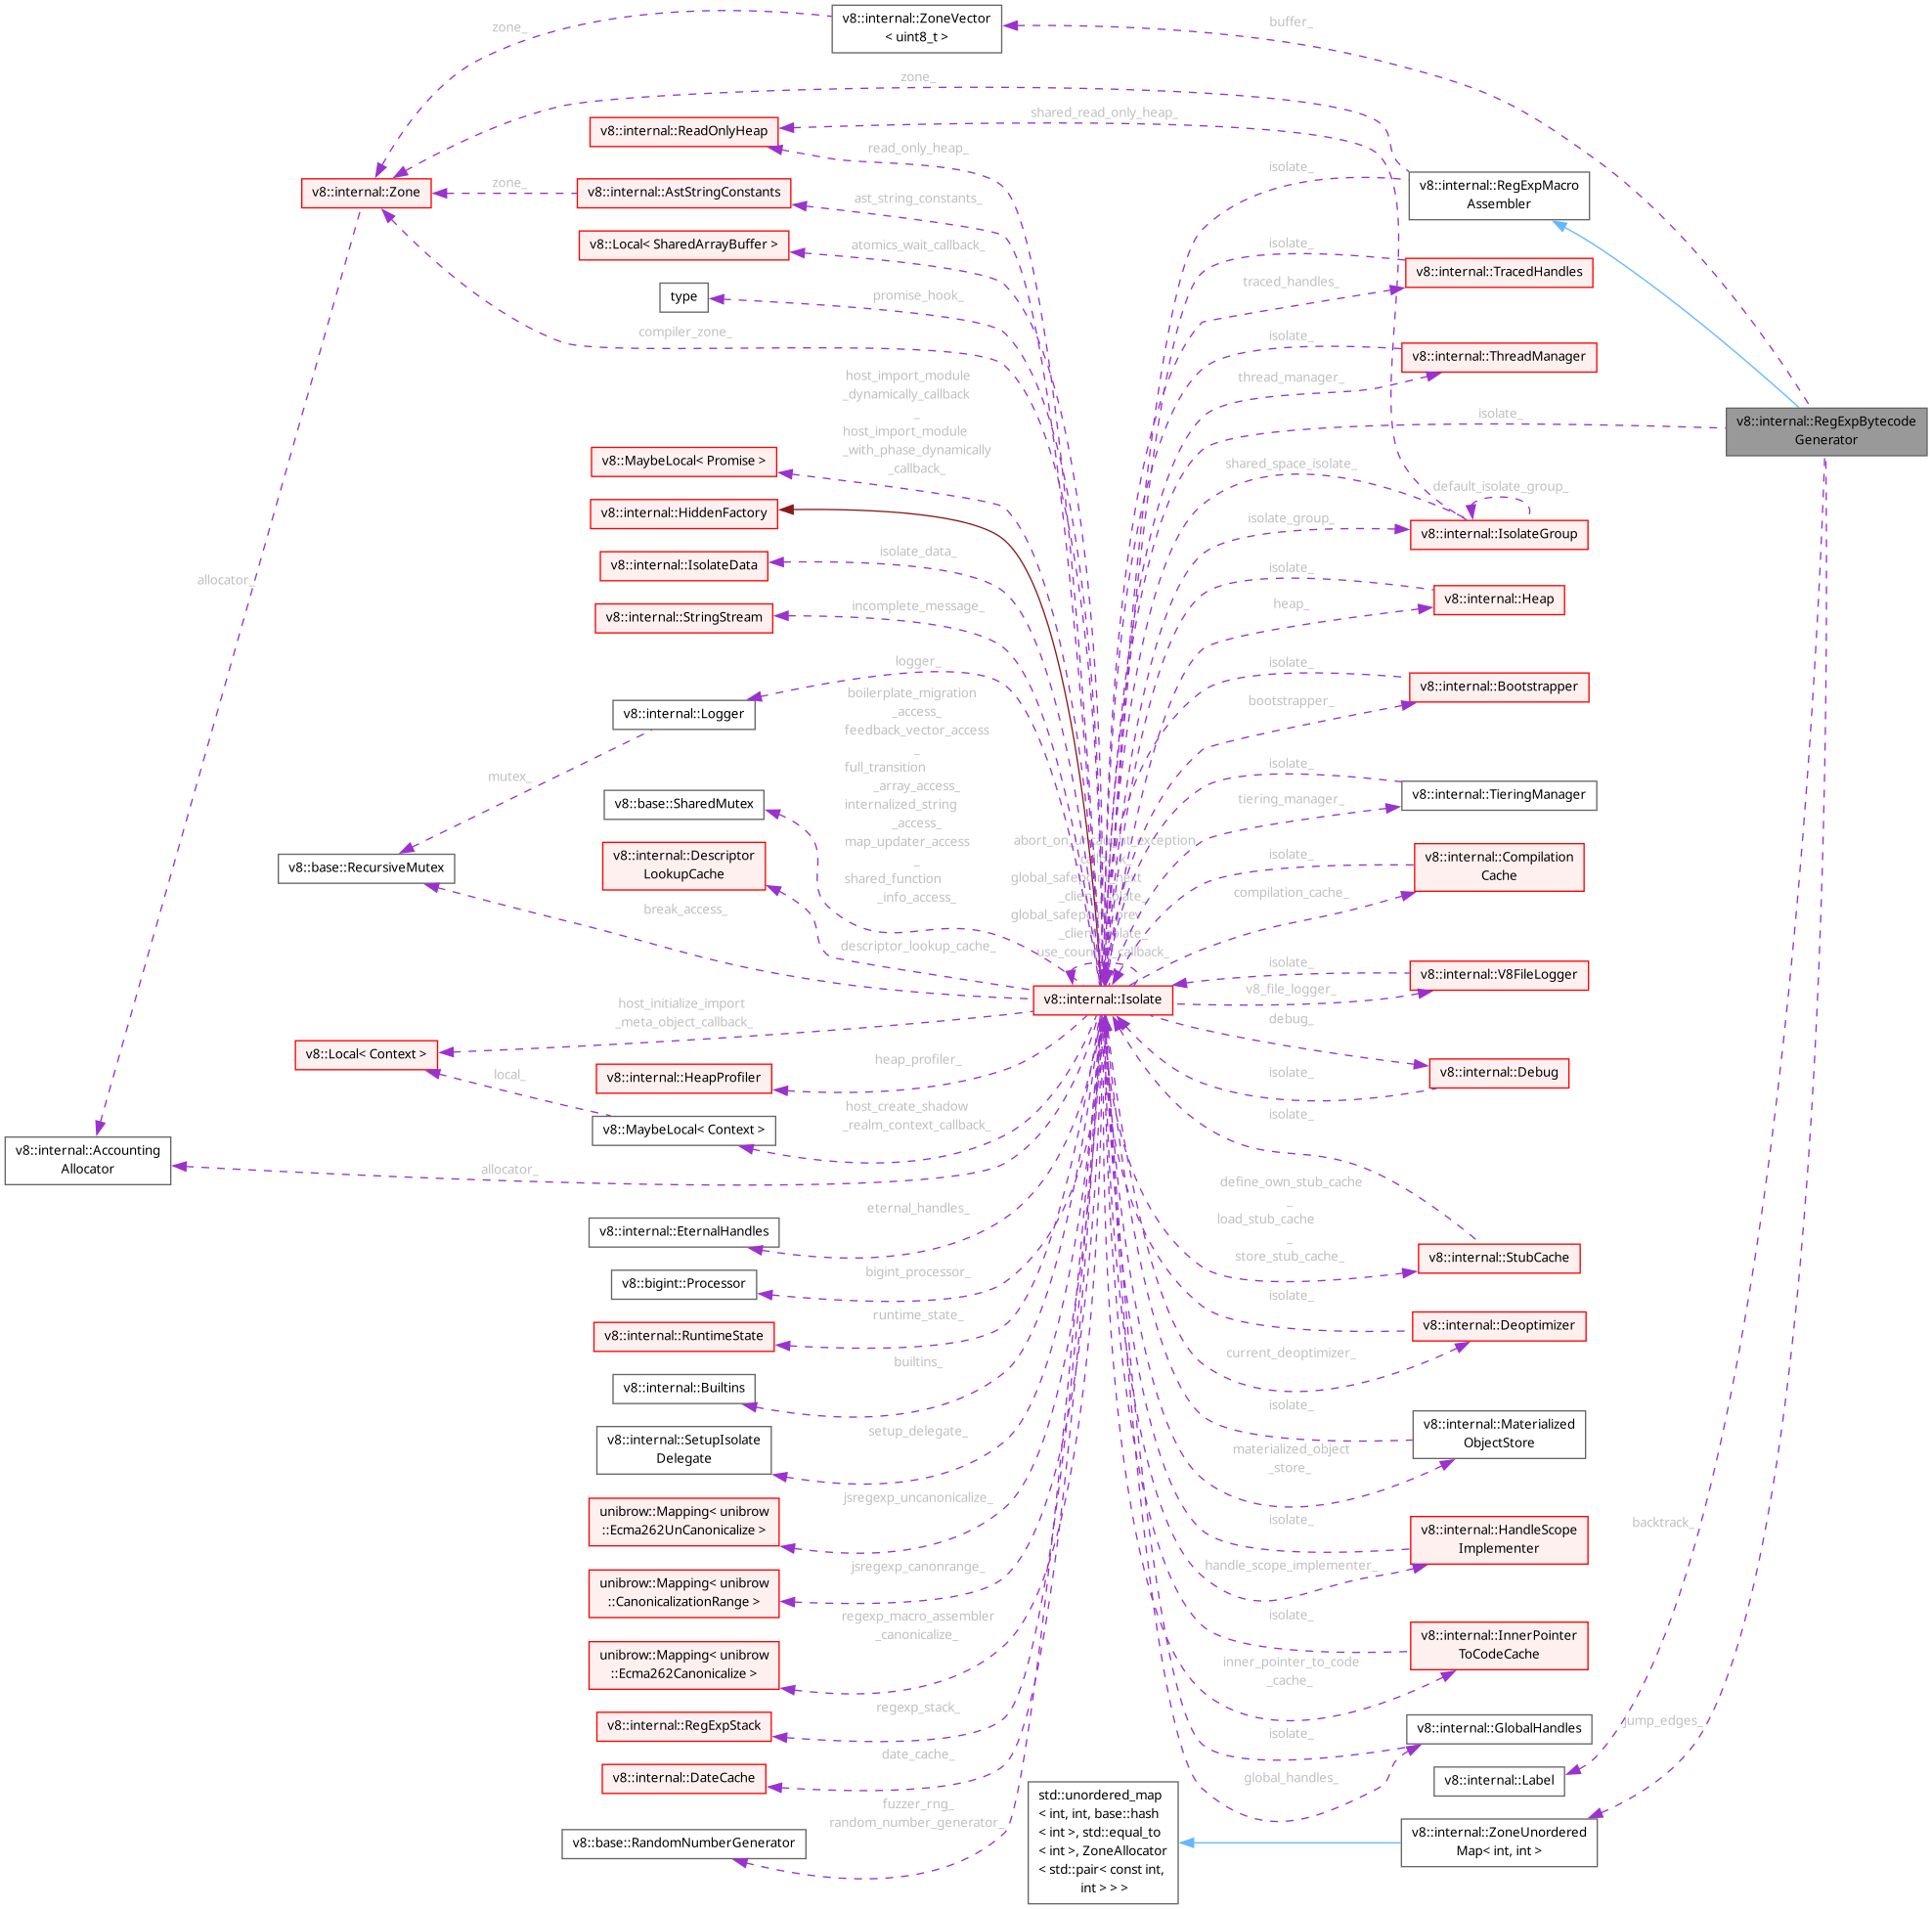 v8::internal::ZoneVector
< uint8_t >
zone_
buffer_
zone_
v8::internal::ReadOnlyHeap
shared_read_only_heap_
read_only_heap_
v8::internal::Zone
zone_
v8::internal::AstStringConstants
ast_string_constants_
isolate_
v8::internal::RegExpMacro
Assembler
v8::Local< SharedArrayBuffer >
atomics_wait_callback_
isolate_
v8::internal::TracedHandles
traced_handles_
type
promise_hook_
compiler_zone_
isolate_
v8::internal::ThreadManager
thread_manager_
host_import_module
_dynamically_callback
_
host_import_module
_with_phase_dynamically
_callback_
v8::MaybeLocal< Promise >
isolate_
v8::internal::RegExpBytecode
Generator
shared_space_isolate_
default_isolate_group_
v8::internal::HiddenFactory
isolate_group_
v8::internal::IsolateGroup
v8::internal::IsolateData
isolate_data_
isolate_
v8::internal::Heap
heap_
allocator_
v8::internal::StringStream
incomplete_message_
v8::internal::Logger
logger_
isolate_
v8::internal::Bootstrapper
bootstrapper_
boilerplate_migration
_access_
feedback_vector_access
_
full_transition
_array_access_
internalized_string
_access_
map_updater_access
_
shared_function
_info_access_
mutex_
v8::base::SharedMutex
isolate_
v8::internal::TieringManager
tiering_manager_
v8::base::RecursiveMutex
v8::internal::Descriptor
LookupCache
abort_on_uncaught_exception
_callback_
global_safepoint_next
_client_isolate_
global_safepoint_prev
_client_isolate_
use_counter_callback_
isolate_
v8::internal::Compilation
Cache
compilation_cache_
break_access_
descriptor_lookup_cache_
v8::internal::Isolate
isolate_
v8::internal::V8FileLogger
v8_file_logger_
host_initialize_import
_meta_object_callback_
debug_
v8::Local< Context >
v8::internal::HeapProfiler
heap_profiler_
isolate_
v8::internal::Debug
local_
v8::MaybeLocal< Context >
host_create_shadow
_realm_context_callback_
isolate_
v8::internal::Accounting
Allocator
allocator_
v8::internal::EternalHandles
eternal_handles_
define_own_stub_cache
_
load_stub_cache
_
store_stub_cache_
v8::internal::StubCache
v8::bigint::Processor
bigint_processor_
isolate_
v8::internal::RuntimeState
runtime_state_
v8::internal::Deoptimizer
current_deoptimizer_
v8::internal::Builtins
builtins_
isolate_
v8::internal::Materialized
ObjectStore
materialized_object
_store_
v8::internal::SetupIsolate
Delegate
setup_delegate_
unibrow::Mapping< unibrow
::Ecma262UnCanonicalize >
jsregexp_uncanonicalize_
isolate_
v8::internal::HandleScope
Implementer
handle_scope_implementer_
backtrack_
unibrow::Mapping< unibrow
::CanonicalizationRange >
jsregexp_canonrange_
isolate_
v8::internal::InnerPointer
ToCodeCache
inner_pointer_to_code
_cache_
unibrow::Mapping< unibrow
::Ecma262Canonicalize >
regexp_macro_assembler
_canonicalize_
v8::internal::RegExpStack
regexp_stack_
isolate_
v8::internal::GlobalHandles
jump_edges_
v8::internal::DateCache
date_cache_
global_handles_
v8::internal::Label
v8::base::RandomNumberGenerator
fuzzer_rng_
random_number_generator_
std::unordered_map
< int, int, base::hash
< int >, std::equal_to
< int >, ZoneAllocator
< std::pair< const int,
int > > >
v8::internal::ZoneUnordered
Map< int, int >